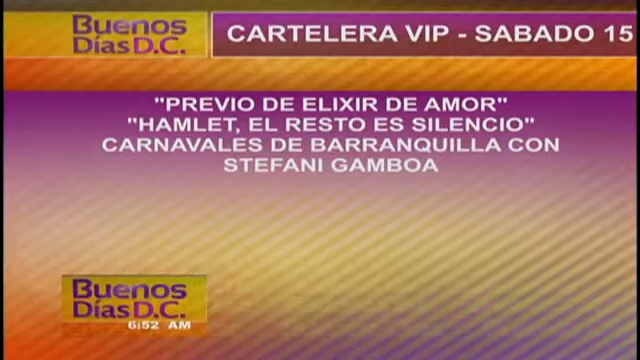 Buenos
Días D.C.
CARTELERA VIP - SABADO 15
"PREVIO DE ELIXIR DE AMOR"
"HAMLET, EL RESTO ES SILENCIO"
CARNAVALES DE BARRANQUILLA CON
STEFANI GAMBOA
Buenos
Días D.C.
6:52 AM